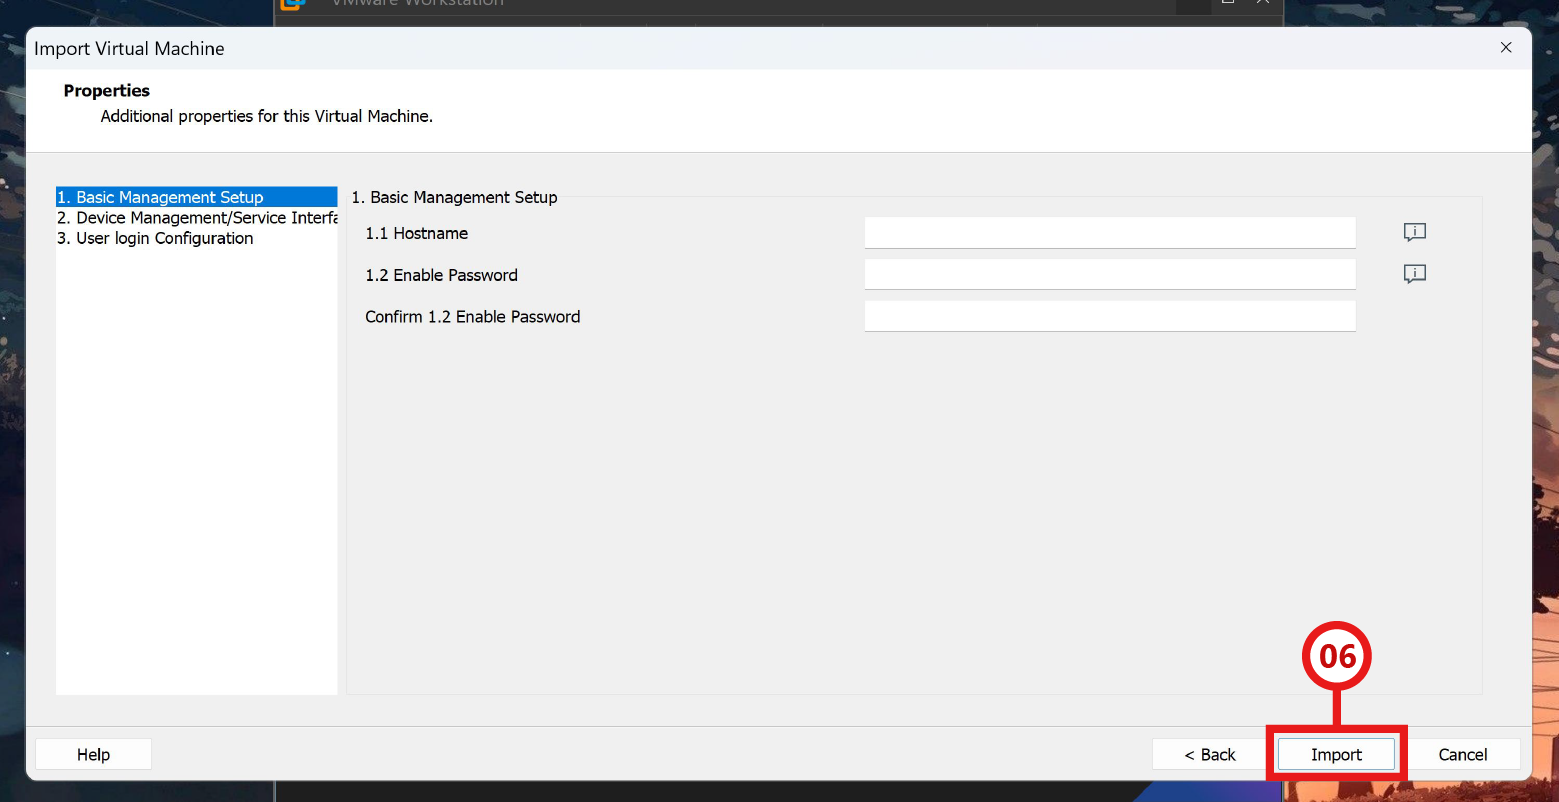 VMware Workstation
Import Virtual Machine
Properties
Additional properties for this Virtual Machine.
1. Basic Management Setup
2. Device Management/Service Interfa
3. User login Configuration
1. Basic Management Setup
1.1 Hostname
1.2 Enable Password
Confirm 1.2 Enable Password
06
Help
< Back
Import
Cancel